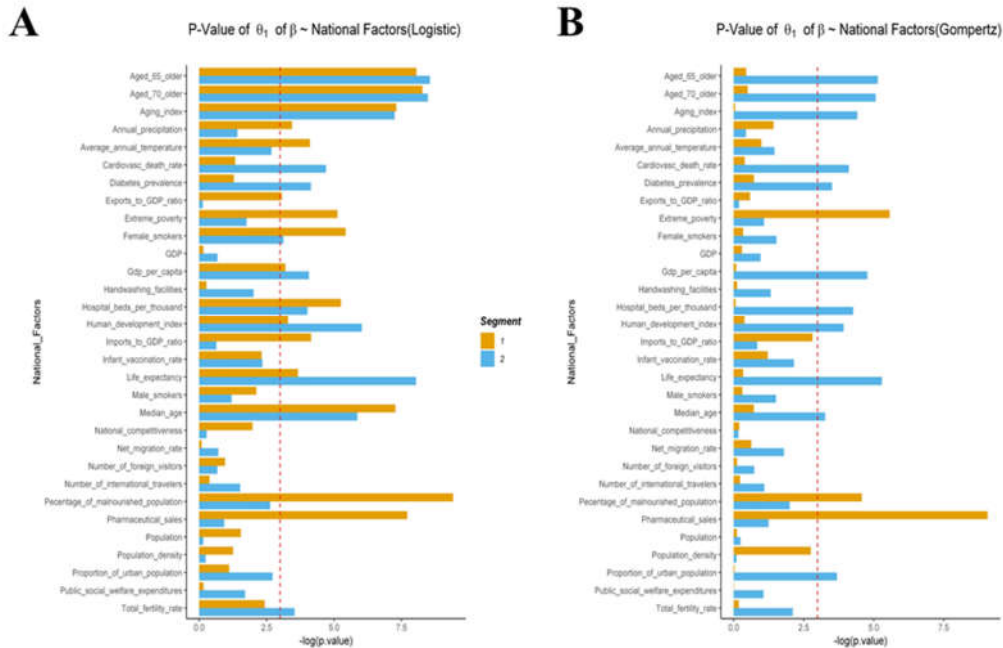 A
P-Value of θ1 of β ~ National Factors(Logistic)
National_Factors
Aged_65_older
Aged_70_older
Aging_index
Annual_precipitation
Average_annual_temperature
Cardiovasc_death_rate
Diabetes_prevalence
Exports_to_GDP_ratio
Extreme_poverty
Female_smokers
GDP
Gdp_per_capita
Handwashing_facilities
Hospital_beds_per_thousand
Human_development_index
Imports_to_GDP_ratio
Infant_vaccination_rate
Life_expectancy
Male_smokers
Median_age
National_competitiveness
Net_migration_rate
Number_of_foreign_visitors
Number_of_international_travelers
Pecentage_of_malnourished_population
Pharmaceutical_sales
Population
Population_density
Proportion_of_urban_population
Public_social_welfare_expenditures
Total_fertility_rate
0.0 2.5 5.0 7.5
-log(p.value)
Segment
1
2
B
P-Value of θ1 of β ~ National Factors(Gompertz)
National_Factors
Aged_65_older
Aged_70_older
Aging_index
Annual_precipitation
Average_annual_temperature
Cardiovasc_death_rate
Diabetes_prevalence
Exports_to_GDP_ratio
Extreme_poverty
Female_smokers
GDP
Gdp_per_capita
Handwashing_facilities
Hospital_beds_per_thousand
Human_development_index
Imports_to_GDP_ratio
Infant_vaccination_rate
Life_expectancy
Male_smokers
Median_age
National_competitiveness
Net_migration_rate
Number_of_foreign_visitors
Number_of_international_travelers
Pecentage_of_malnourished_population
Pharmaceutical_sales
Population
Population_density
Proportion_of_urban_population
Public_social_welfare_expenditures
Total_fertility_rate
0.0 2.5 5.0 7.5
-log(p.value)